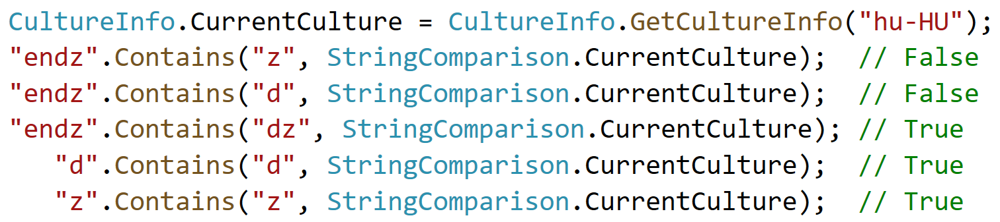 CultureInfo.CurrentCulture = CultureInfo.GetCultureInfo("hu-HU");
"endz".Contains("z", StringComparison.CurrentCulture);  // False
"endz".Contains("d", StringComparison.CurrentCulture);  // False
"endz".Contains("dz", StringComparison.CurrentCulture); // True
   "d".Contains("d", StringComparison.CurrentCulture);  // True
   "z".Contains("z", StringComparison.CurrentCulture);  // True